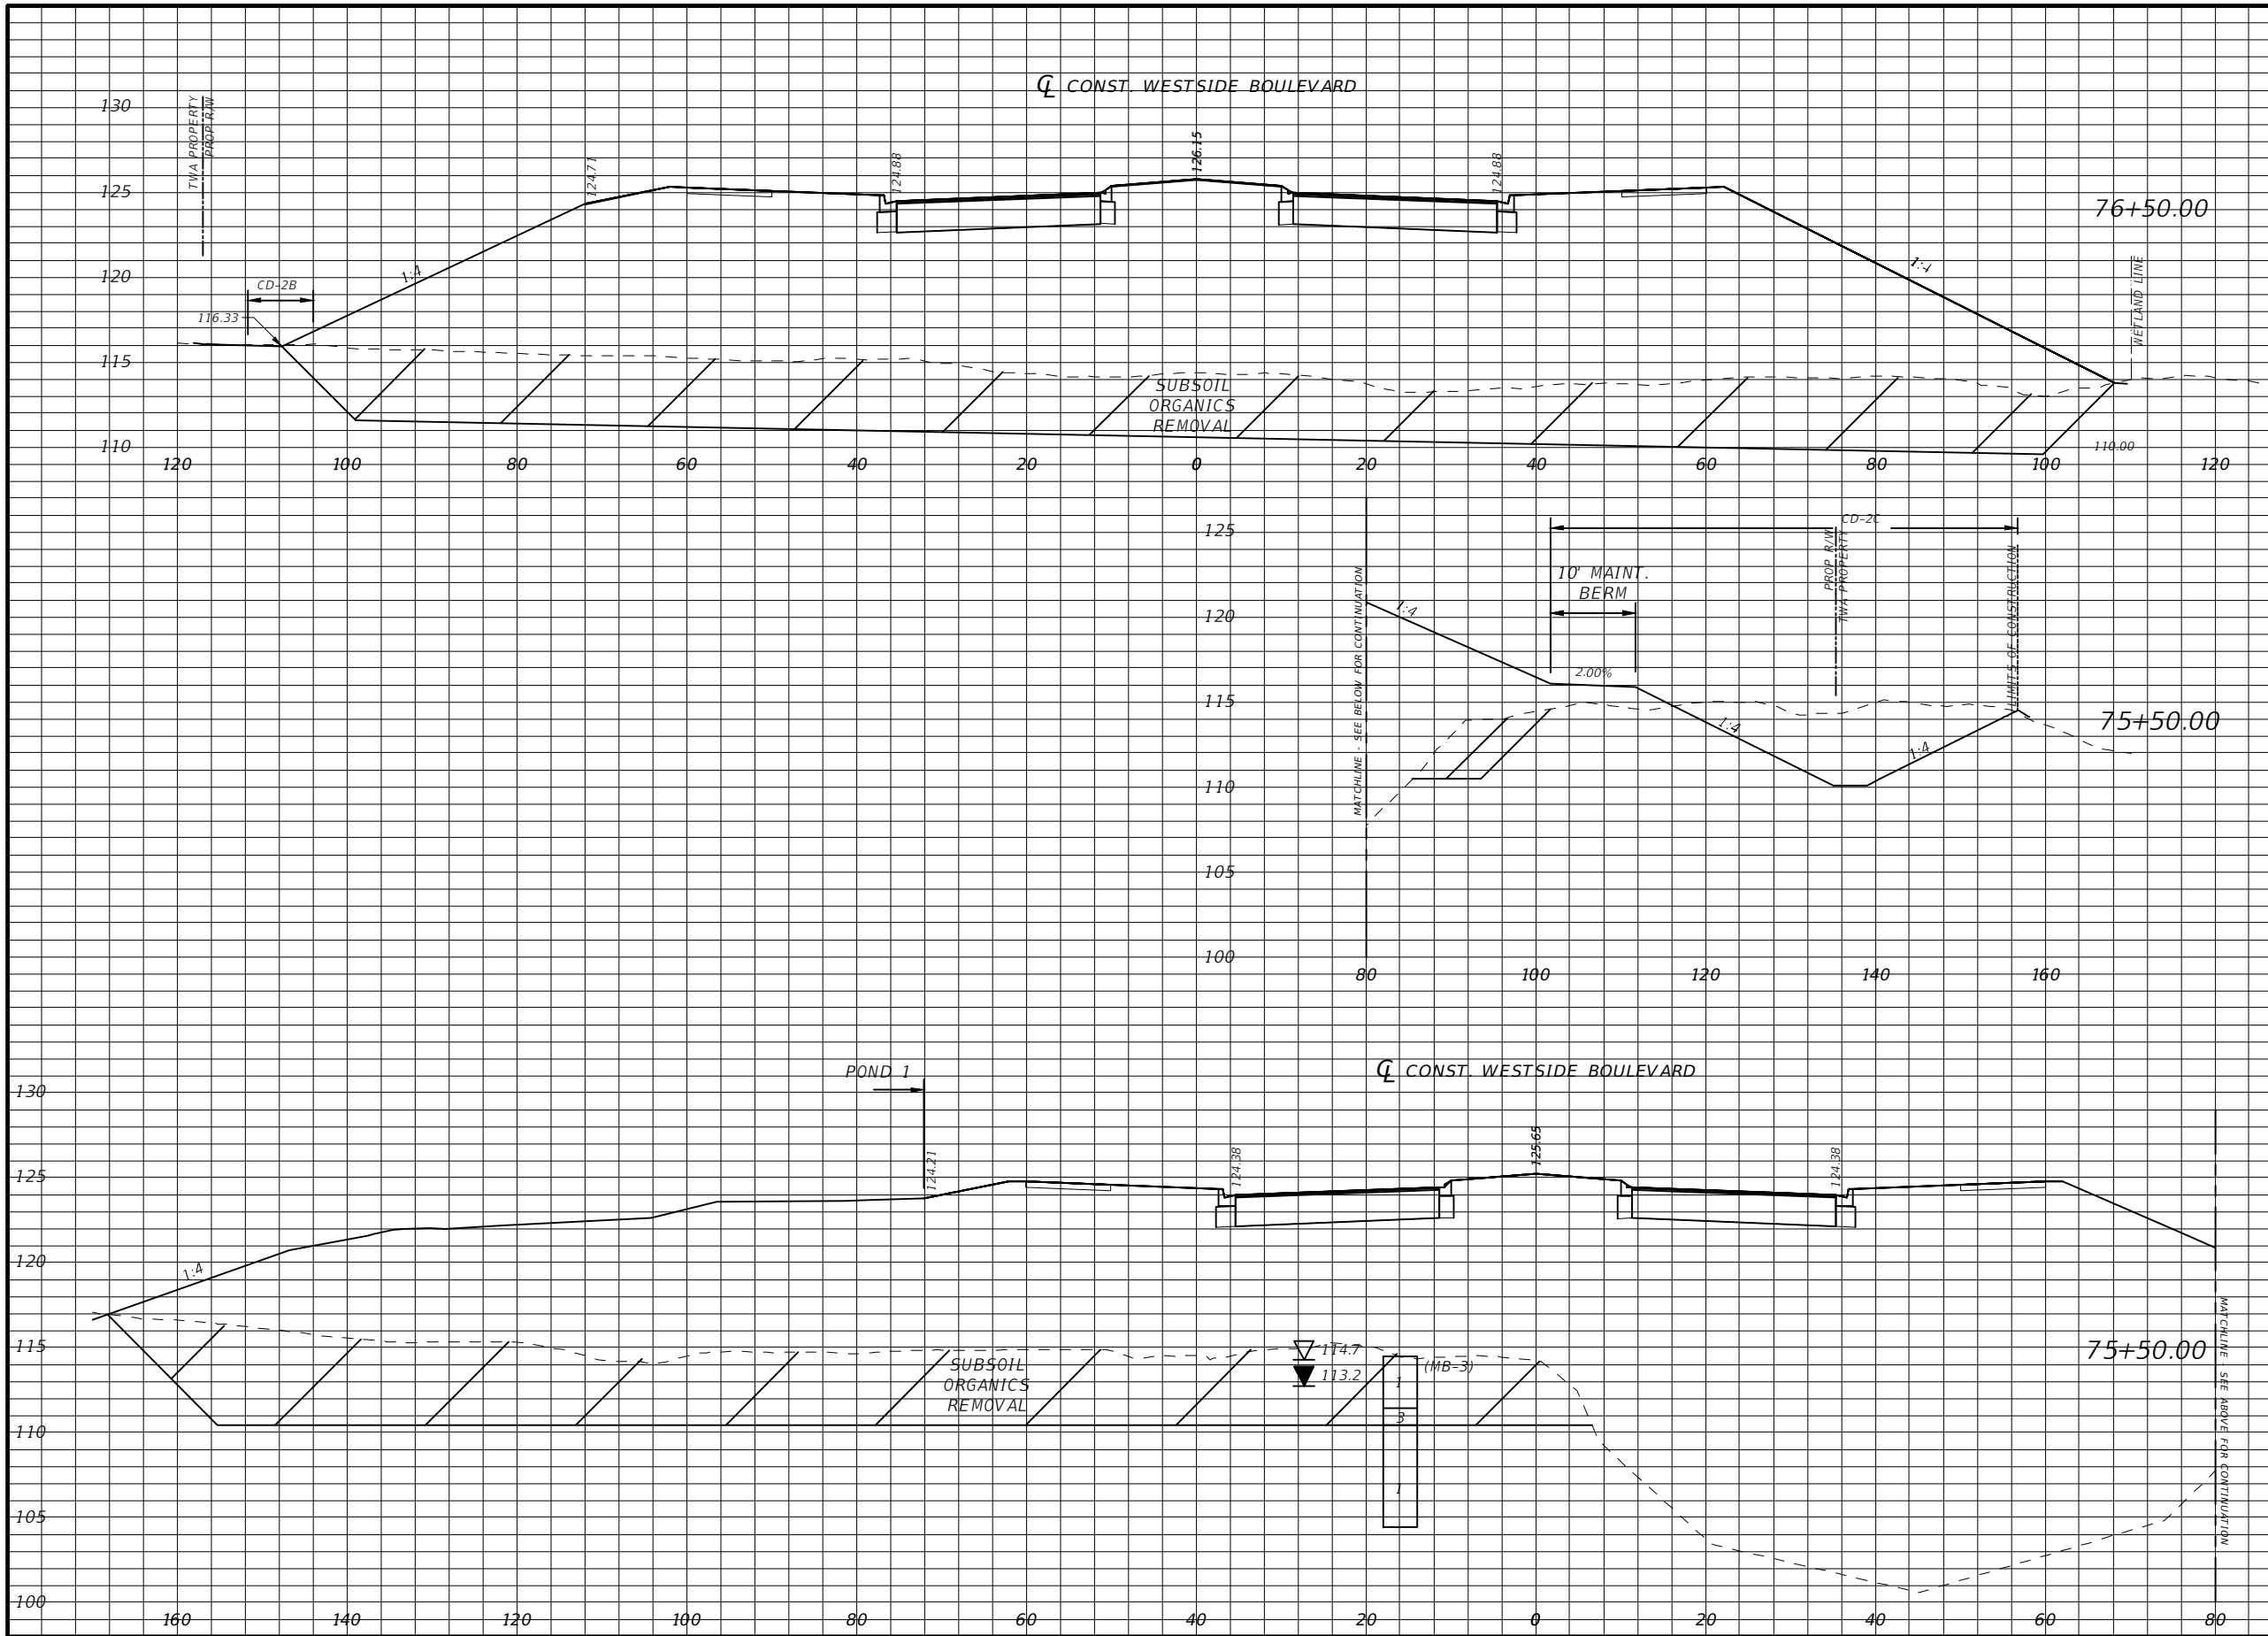 ℄ CONST. WESTSIDE BOULEVARD
130
125
120
115
110
TWA PROPERTY
PROP R/W
CD-2B
116.33
1:4
124.71
124.88
126.15
124.88
1:4
76+50.00
WETLAND LINE
SUBSOIL
ORGANICS
REMOVAL
110.00
120 100 80 60 40 20 0 20 40 60 80 100 120
125
120
115
110
105
100
MATCHLINE - SEE BELOW FOR CONTINUATION
1:4
10' MAINT.
BERM
2.00%
CD-2C
PROP R/W
TWA PROPERTY
LIMITS OF CONSTRUCTION
1:4
1:4
75+50.00
80 100 120 140 160
POND 1
℄ CONST. WESTSIDE BOULEVARD
130
125
120
115
110
105
100
1:4
124.21
124.38
125.65
124.38
SUBSOIL
ORGANICS
REMOVAL
114.7
113.2
(MB-3)
1
3
1
75+50.00
MATCHLINE - SEE ABOVE FOR CONTINUATION
160 140 120 100 80 60 40 20 0 20 40 60 80